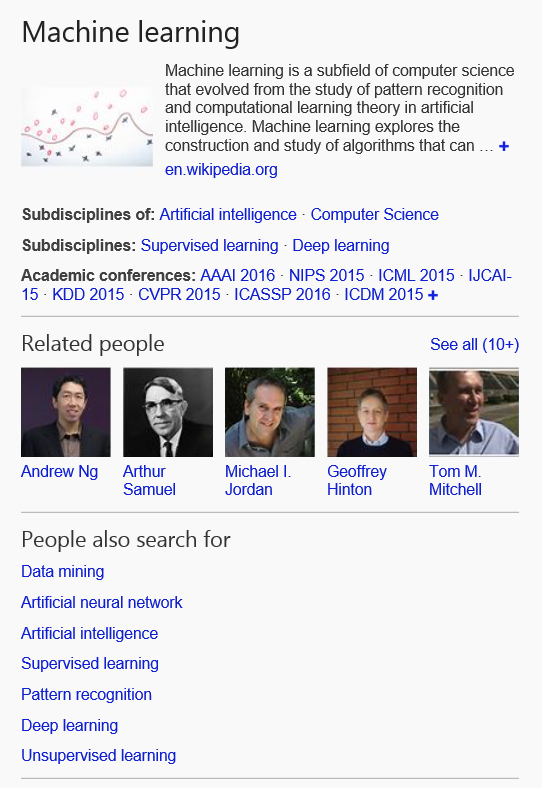 Machine learning
Machine learning is a subfield of computer science
that evolved from the study of pattern recognition
and computational learning theory in artificial
intelligence. Machine learning explores the
construction and study of algorithms that can ... +
en.wikipedia.org
Subdisciplines of: Artificial intelligence · Computer Science
Subdisciplines: Supervised learning · Deep learning
Academic conferences: AAAI 2016 · NIPS 2015 · ICML 2015 · IJCAI-
15 · KDD 2015 · CVPR 2015 · ICASSP 2016 · ICDM 2015 +
Related people
See all (10+)
Andrew Ng
Arthur
Samuel
Michael I.
Jordan
Geoffrey
Hinton
Tom M.
Mitchell
People also search for
Data mining
Artificial neural network
Artificial intelligence
Supervised learning
Pattern recognition
Deep learning
Unsupervised learning